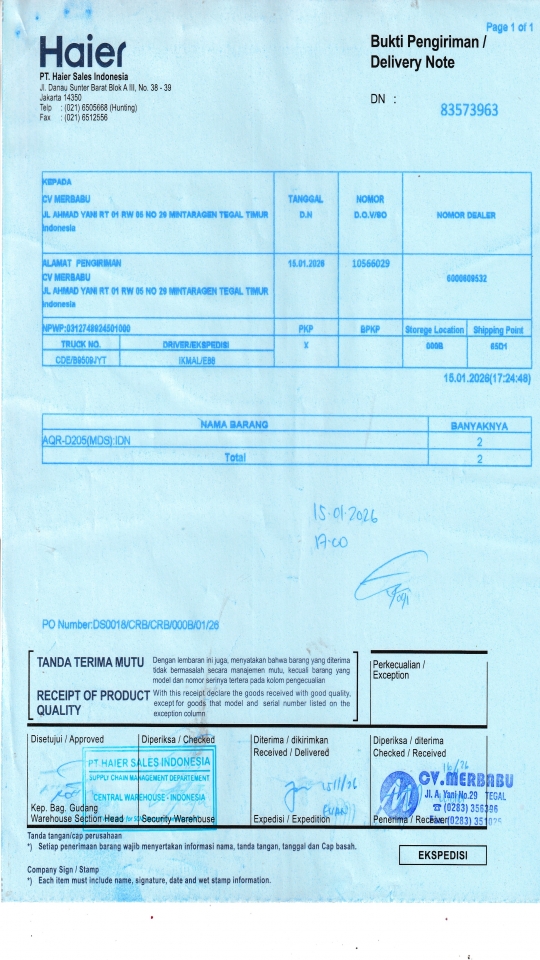 Page 1 of 1
Haier
Bukti Pengiriman /
Delivery Note
PT. Haier Sales Indonesia
Jl. Danau Sunter Barat Blok A III, No. 38 - 39
Jakarta 14350
Telp : (021) 6505668 (Hunting)
Fax : (021) 6512556
DN :
83573963
KEPADA
CV MERBABU
JL AHMAD YANI RT 01 RW 05 NO 29 MINTARAGEN TEGAL TIMUR
Indonesia
TANGGAL
D.N
NOMOR
D.O.V/SO
NOMOR DEALER
ALAMAT PENGIRIMAN
CV MERBABU
JL AHMAD YANI RT 01 RW 05 NO 29 MINTARAGEN TEGAL TIMUR
Indonesia
15.01.2026
10566029
6000609532
NPWP:0312748924501000
PKP
BPKP
Storege Location
Shipping Point
TRUCK NO.
DRIVER/EKSPEDISI
X
000B
65D1
CDE/B9509JYT
IKMAL/E88
15.01.2026(17:24:48)
NAMA BARANG
BANYAKNYA
AQR-D205(MDS):IDN
2
Total
2
15.01.2026
17.00
PO Number:DS0018/CRB/CRB/000B/01/26
TANDA TERIMA MUTU
Dengan lembaran ini juga, menyatakan bahwa barang yang diterima
tidak bermasalah secara manajemen mutu, kecuali barang yang
model dan nomor serinya tertera pada kolom pengecualian
RECEIPT OF PRODUCT
QUALITY
With this receipt declare the goods received with good quality,
except for goods that model and serial number listed on the
exception column
Perkecualian /
Exception
Disetujui / Approved
Diperiksa / Checked
Diterima / dikirimkan
Received / Delivered
Diperiksa / diterima
Checked / Received
PT HAIER SALES INDONESIA
SUPPLY CHAIN MANAGEMENT DEPARTEMENT
CENTRAL WAREHOUSE - INDONESIA
15/1/26
CV.MERBABU
Jl. A. Yani No.29 TEGAL
(0283) 356386
Kep. Bag. Gudang
Warehouse Section Head
Security Warehouse
Expedisi / Expedition
Penerima / Receiver
Tanda tangan/cap perusahaan
*) Setiap penerimaan barang wajib menyertakan informasi nama, tanda tangan, tanggal dan Cap basah.
EKSPEDISI
Company Sign / Stamp
*) Each item must include name, signature, date and wet stamp information.